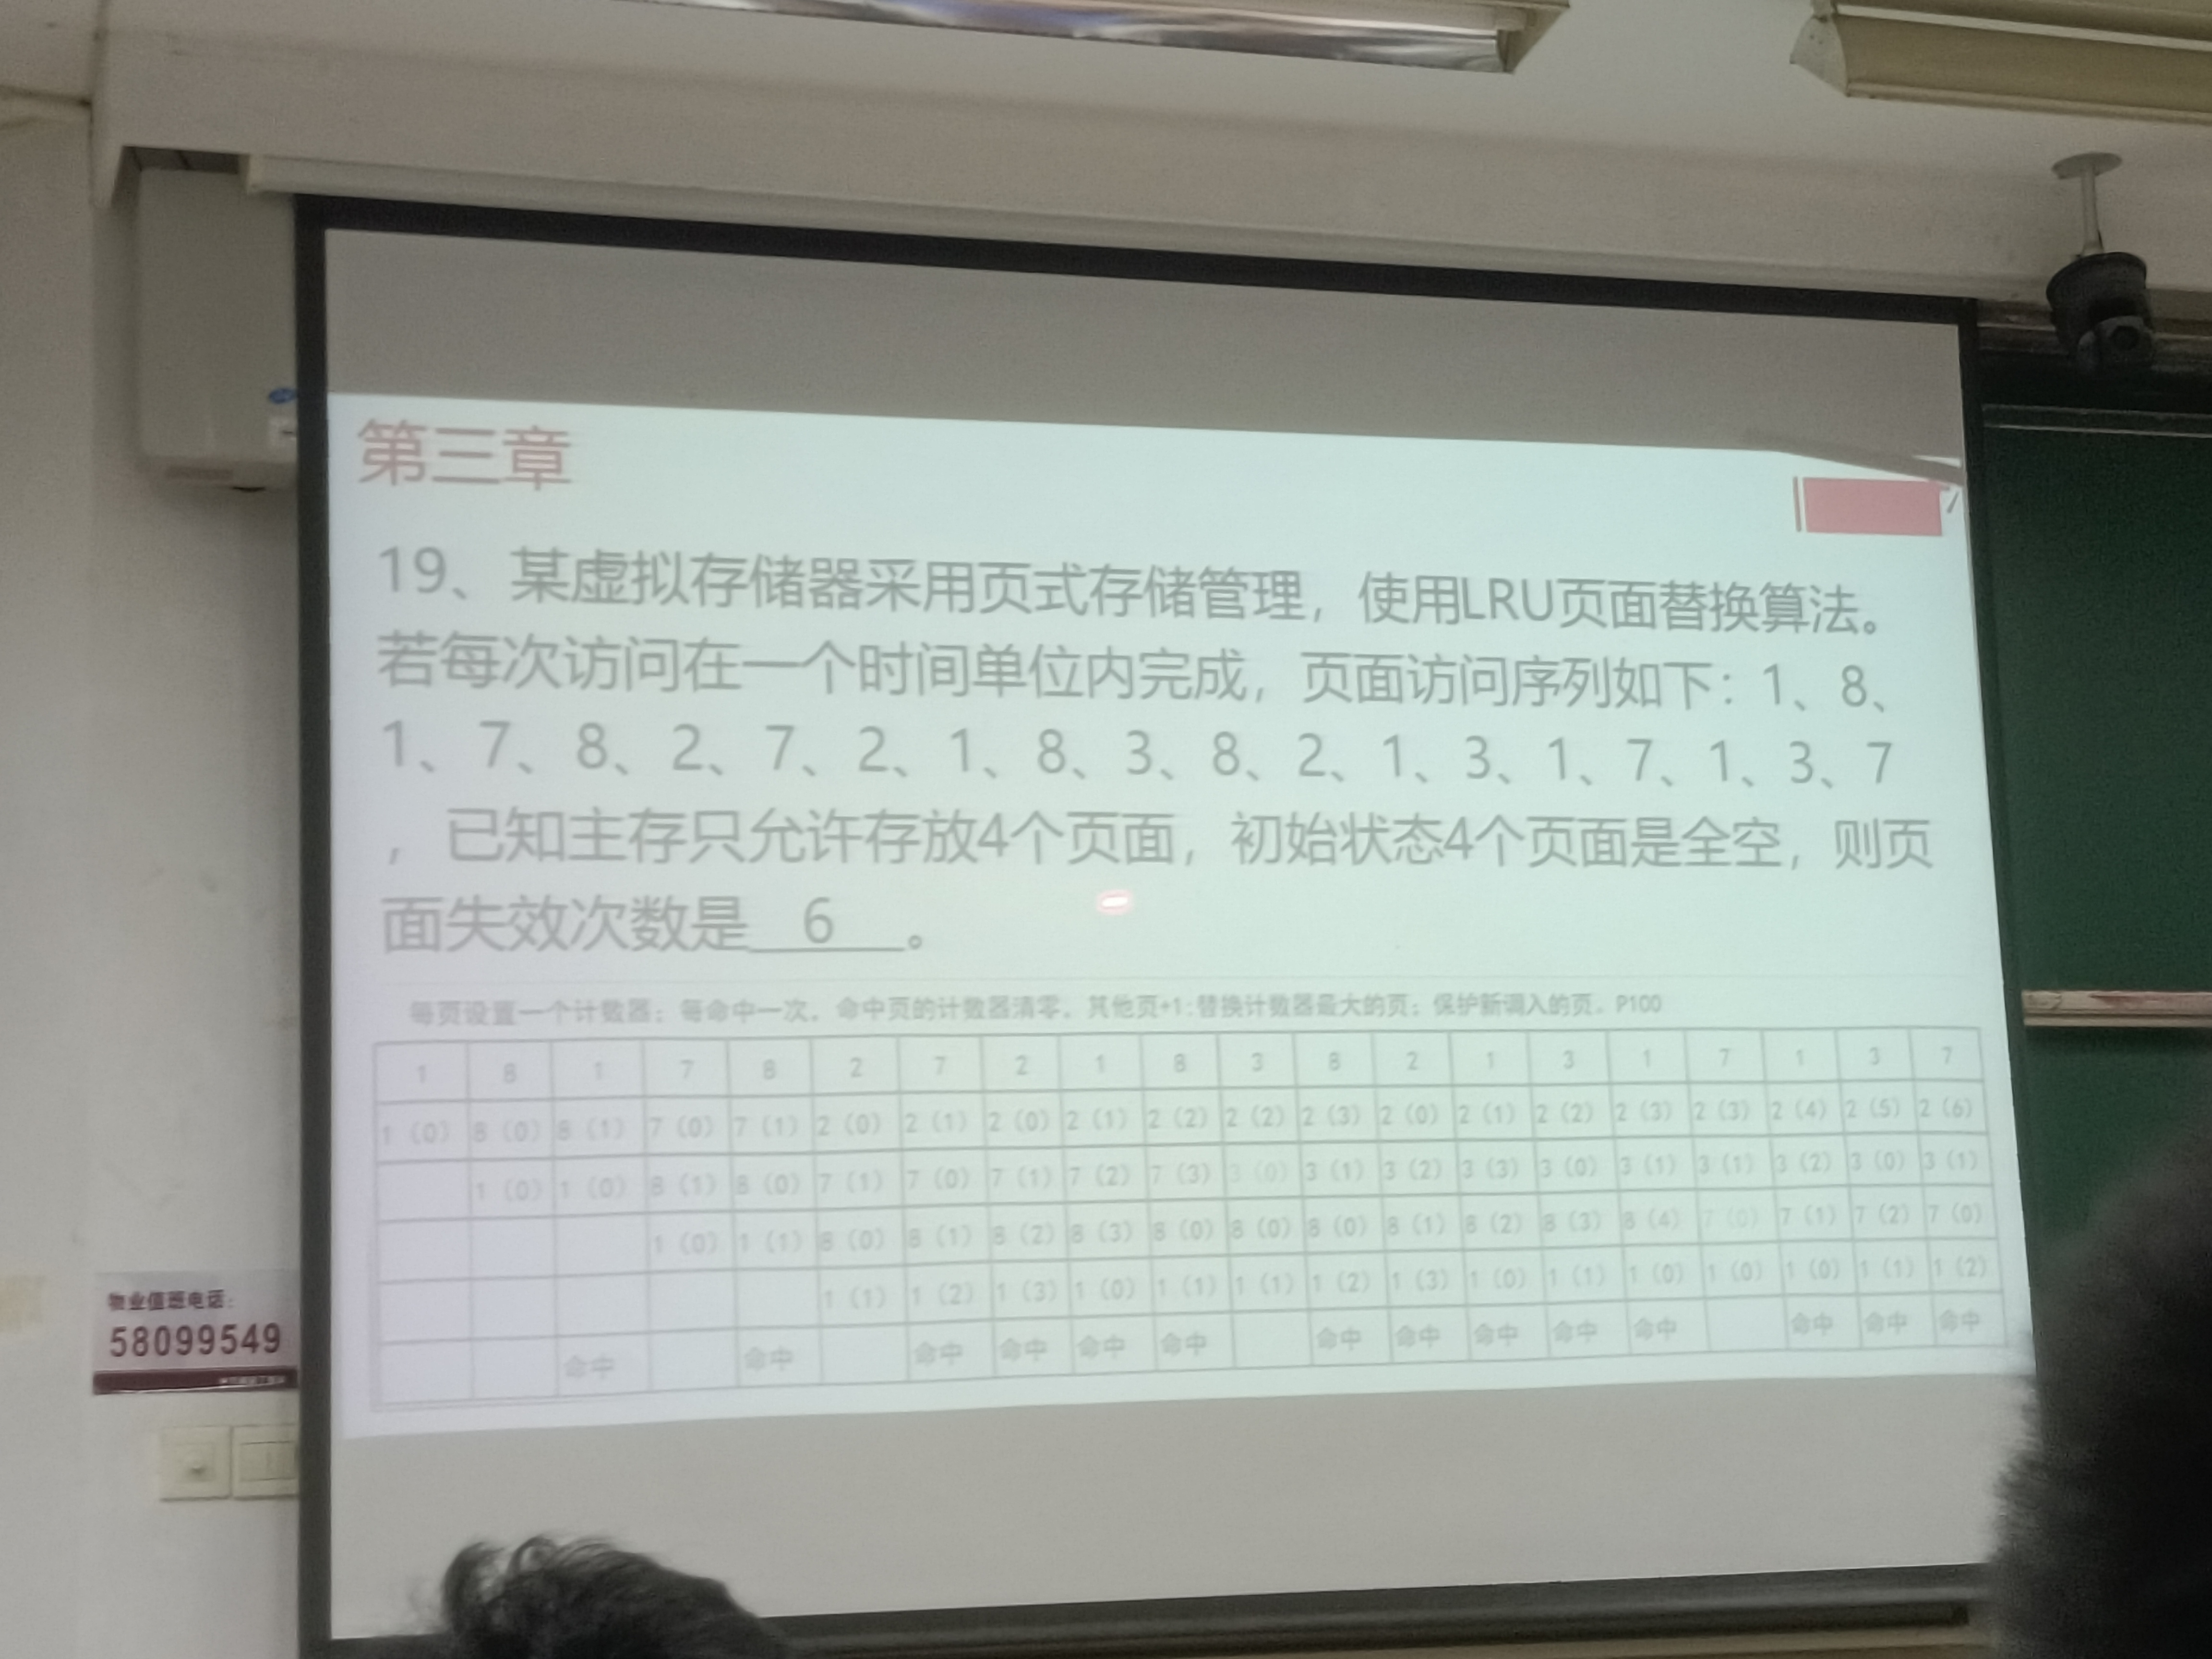 第三章
19、某虚拟存储器采用页式存储管理，使用LRU页面替换算法。
若每次访问在一个时间单位内完成，页面访问序列如下：1、8、
1、7、8、2、7、2、1、8、3、8、2、1、3、1、7、1、3、7
，已知主存只允许存放4个页面，初始状态4个页面是全空，则页
面失效次数是 6 。
每页设置一个计数器；每命中一次，命中页的计数器清零，其他页+1;替换计数器最大的页；保护新调入的页。P100
1 8 1 7 8 2 7 2 1 8 3 8 2 1 3 1 7 1 3 7
1（0） 8（0） 8（1） 7（0） 7（1） 2（0） 2（1） 2（0） 2（1） 2（2） 2（2） 2（3） 2（0） 2（1） 2（2） 2（3） 2（3） 2（4） 2（5） 2（6）
1（0） 1（0） 8（1） 8（0） 7（1） 7（0） 7（1） 7（2） 7（3） 3（0） 3（1） 3（2） 3（3） 3（0） 3（1） 3（1） 3（2） 3（0） 3（1）
1（0） 1（1） 8（0） 8（1） 8（2） 8（3） 8（0） 8（0） 8（0） 8（1） 8（2） 8（3） 8（4） 7（0） 7（1） 7（2） 7（0）
1（1） 1（2） 1（3） 1（0） 1（1） 1（1） 1（2） 1（3） 1（0） 1（1） 1（0） 1（0） 1（0） 1（1） 1（2）
命中 命中 命中 命中 命中 命中 命中 命中 命中 命中 命中 命中 命中 命中
物业值班电话：
58099549